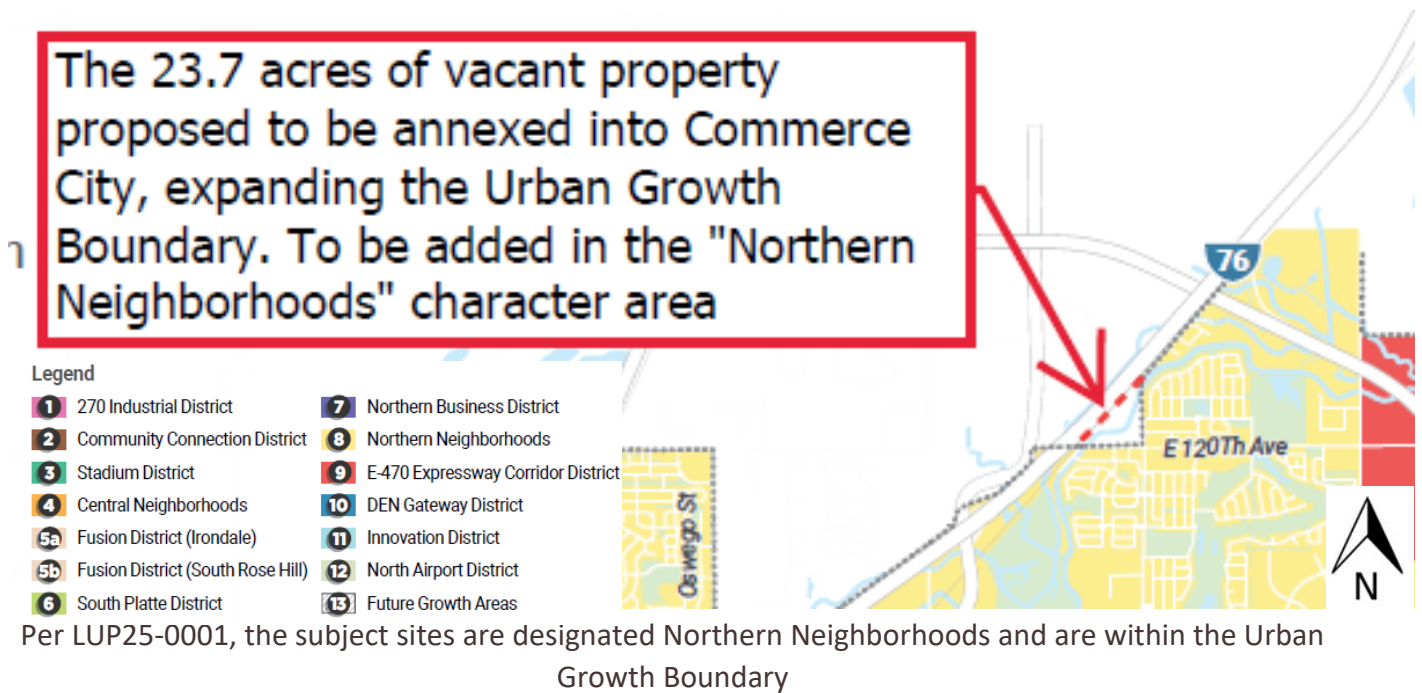 The 23.7 acres of vacant property
proposed to be annexed into Commerce
City, expanding the Urban Growth
Boundary. To be added in the "Northern
Neighborhoods" character area
n
76
E 120Th Ave
Oswego St
Legend
1 270 Industrial District
2 Community Connection District
3 Stadium District
4 Central Neighborhoods
5a Fusion District (Irondale)
5b Fusion District (South Rose Hill)
6 South Platte District
7 Northern Business District
8 Northern Neighborhoods
9 E-470 Expressway Corridor District
10 DEN Gateway District
11 Innovation District
12 North Airport District
13 Future Growth Areas
N
Per LUP25-0001, the subject sites are designated Northern Neighborhoods and are within the Urban
Growth Boundary